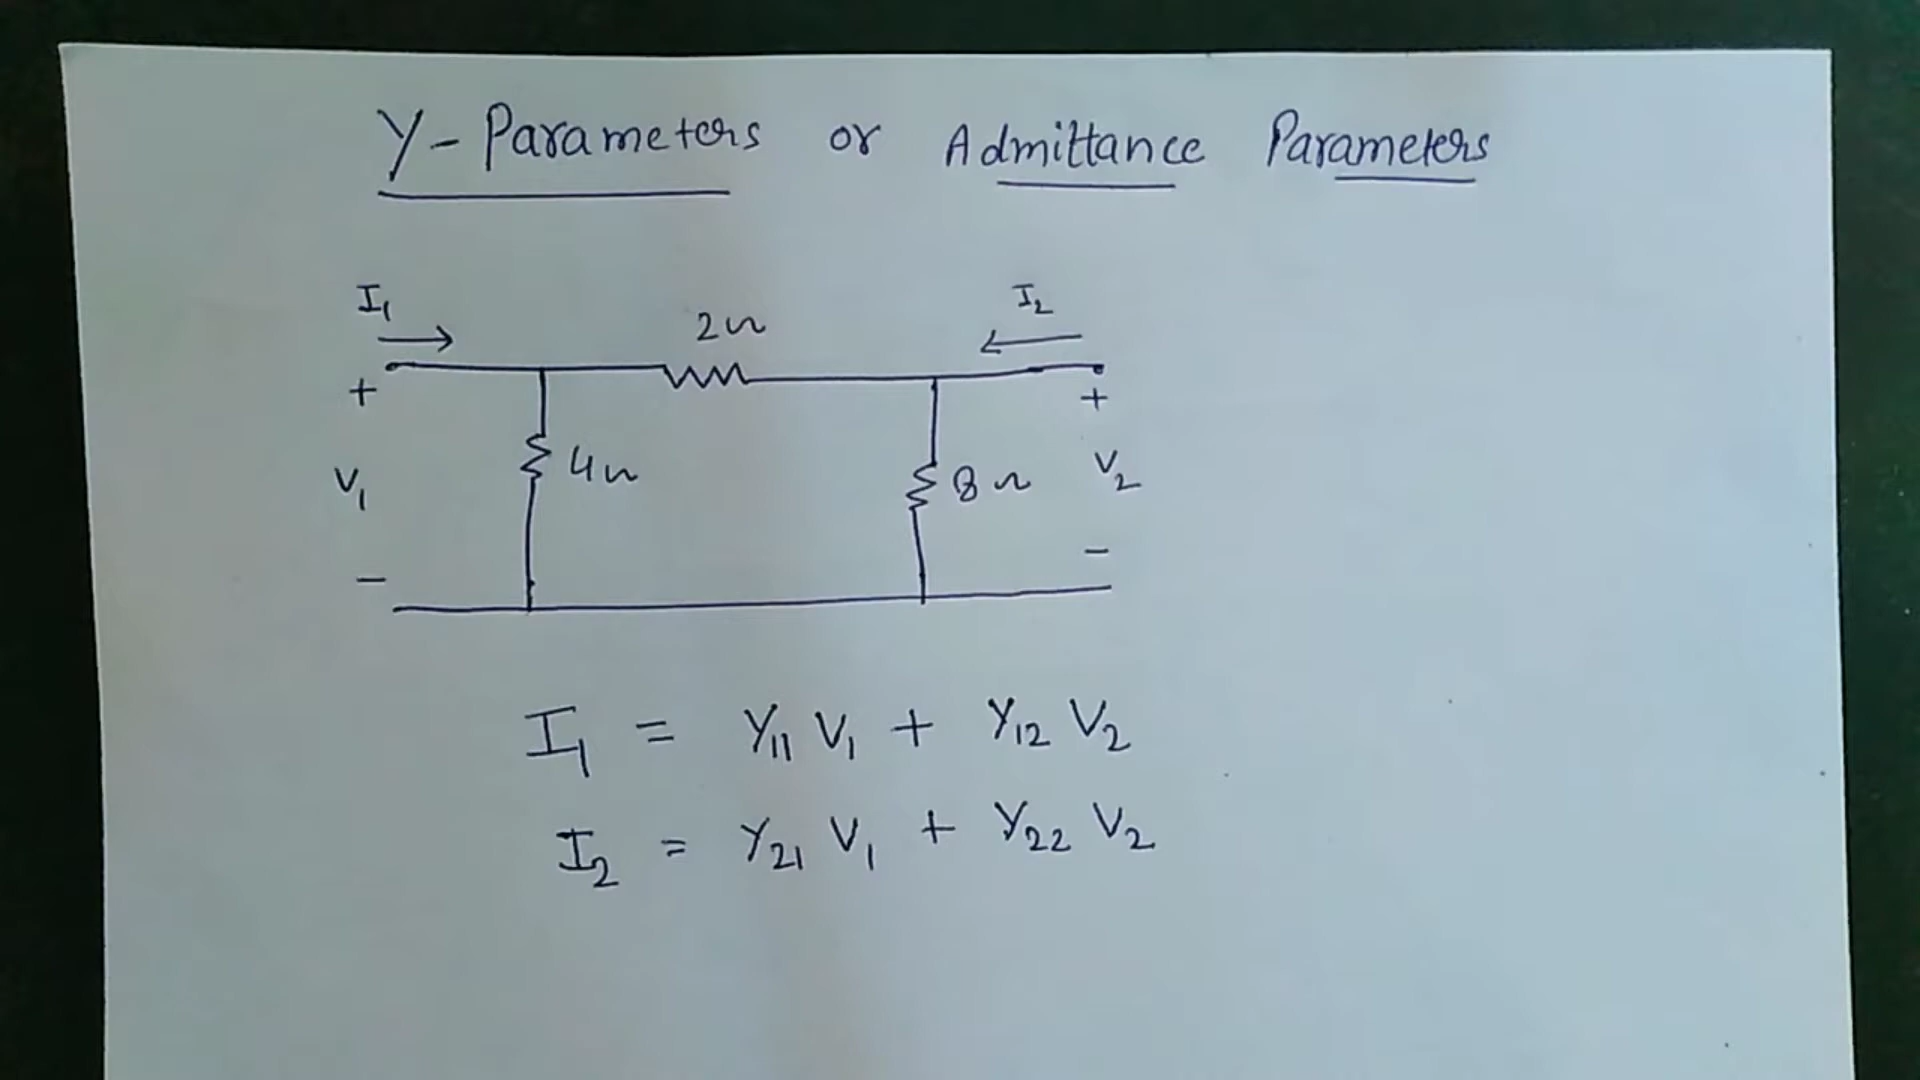 Y-Parameters or Admittance Parameters
I₁ 2Ω I₂
+ +
V₁ 4Ω 8Ω V₂
- -
I₁ = Y₁₁ V₁ + Y₁₂ V₂
I₂ = Y₂₁ V₁ + Y₂₂ V₂